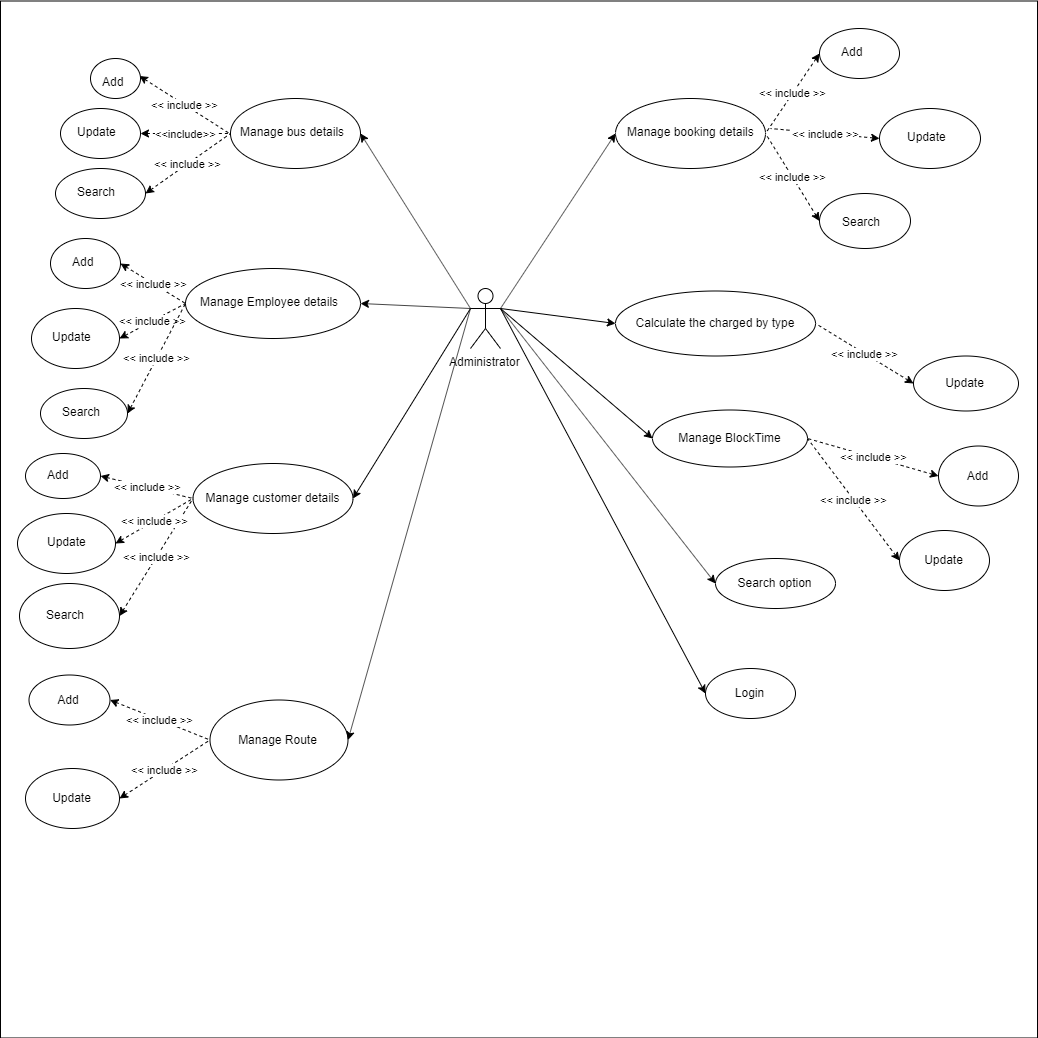 Add
<< include >>
Update
<<include>>
Manage bus details
<< include >>
Search
Add
<< include >>
Manage Employee details
<< include >>
Update
<< include >>
Search
Add
<< include >>
Manage customer details
<< include >>
Update
<< include >>
Search
Add
<< include >>
Manage Route
<< include >>
Update
Administrator
Add
<< include >>
Manage booking details
<< include >>
Update
<< include >>
Search
Calculate the charged by type
<< include >>
Update
Manage BlockTime
<< include >>
Add
<< include >>
Update
Search option
Login